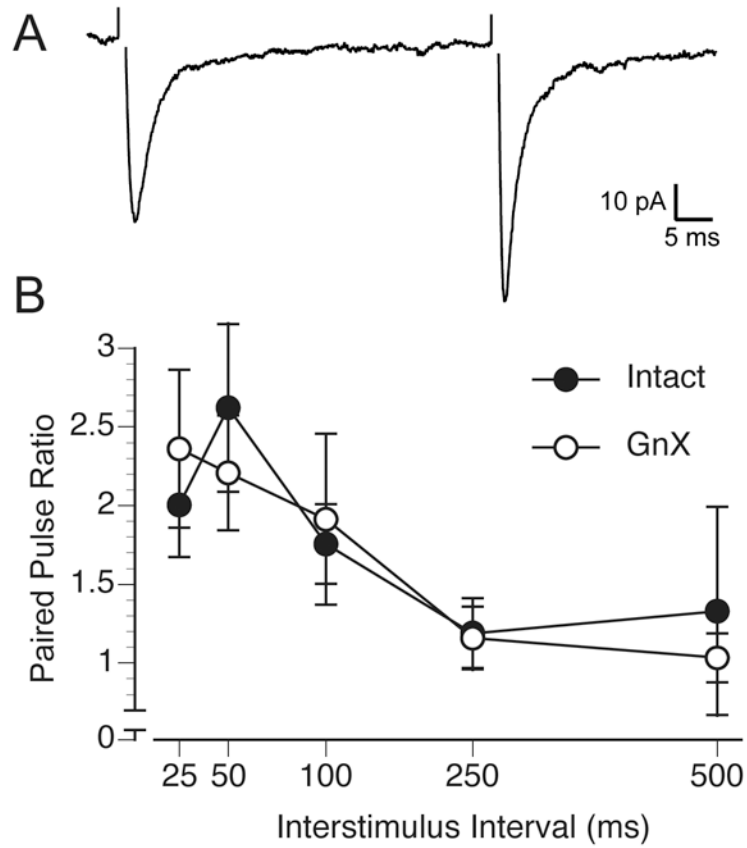 A
10 pA
5 ms
B
3
2.5
2
1.5
1
0
Paired Pulse Ratio
Intact
GnX
25 50 100 250 500
Interstimulus Interval (ms)